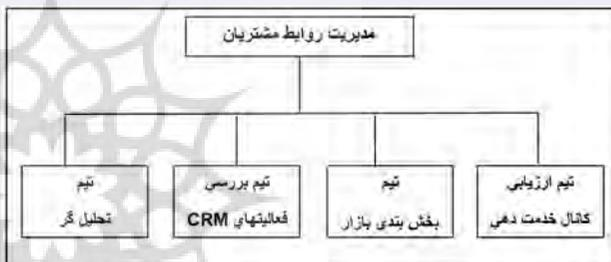 مدیریت روابط مشتریان
تیم ارزیابی
کانال خدمت دهی
تیم
بخش بندی بازار
تیم بررسی
فعالیتهای CRM
تیم
تحلیل گر